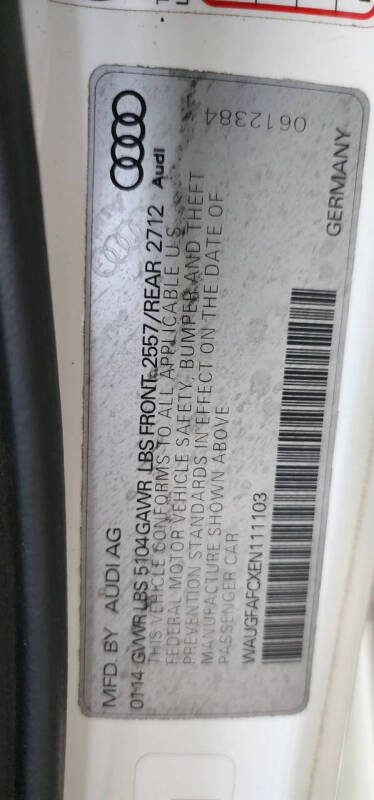 MFD. BY AUDI AG
01-14 GVWR LBS 5104 GAWR LBS FRONT 2557/REAR 2712 Audi
THIS VEHICLE CONFORMS TO ALL APPLICABLE U.S.
FEDERAL MOTOR VEHICLE SAFETY, BUMPER AND THEFT
PREVENTION STANDARDS IN EFFECT ON THE DATE OF
MANUFACTURE SHOWN ABOVE
PASSENGER CAR
WAUGFAFCXEN111103
GERMANY
0612384